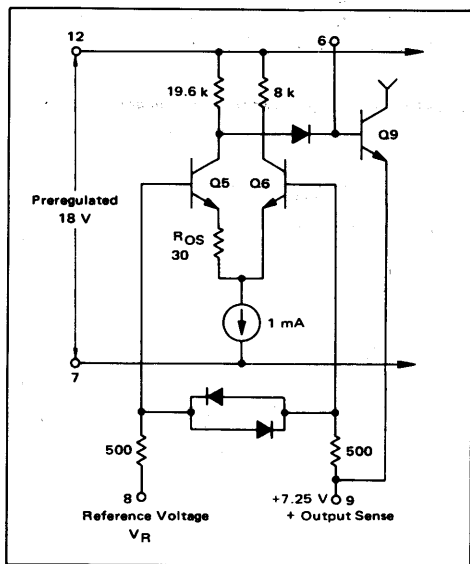 12
6
19.6 k
8 k
Q9
Q5
Q6
Preregulated
18 V
ROS
30
1 mA
7
500
500
8
+7.25 V
9
Reference Voltage
+ Output Sense
VR